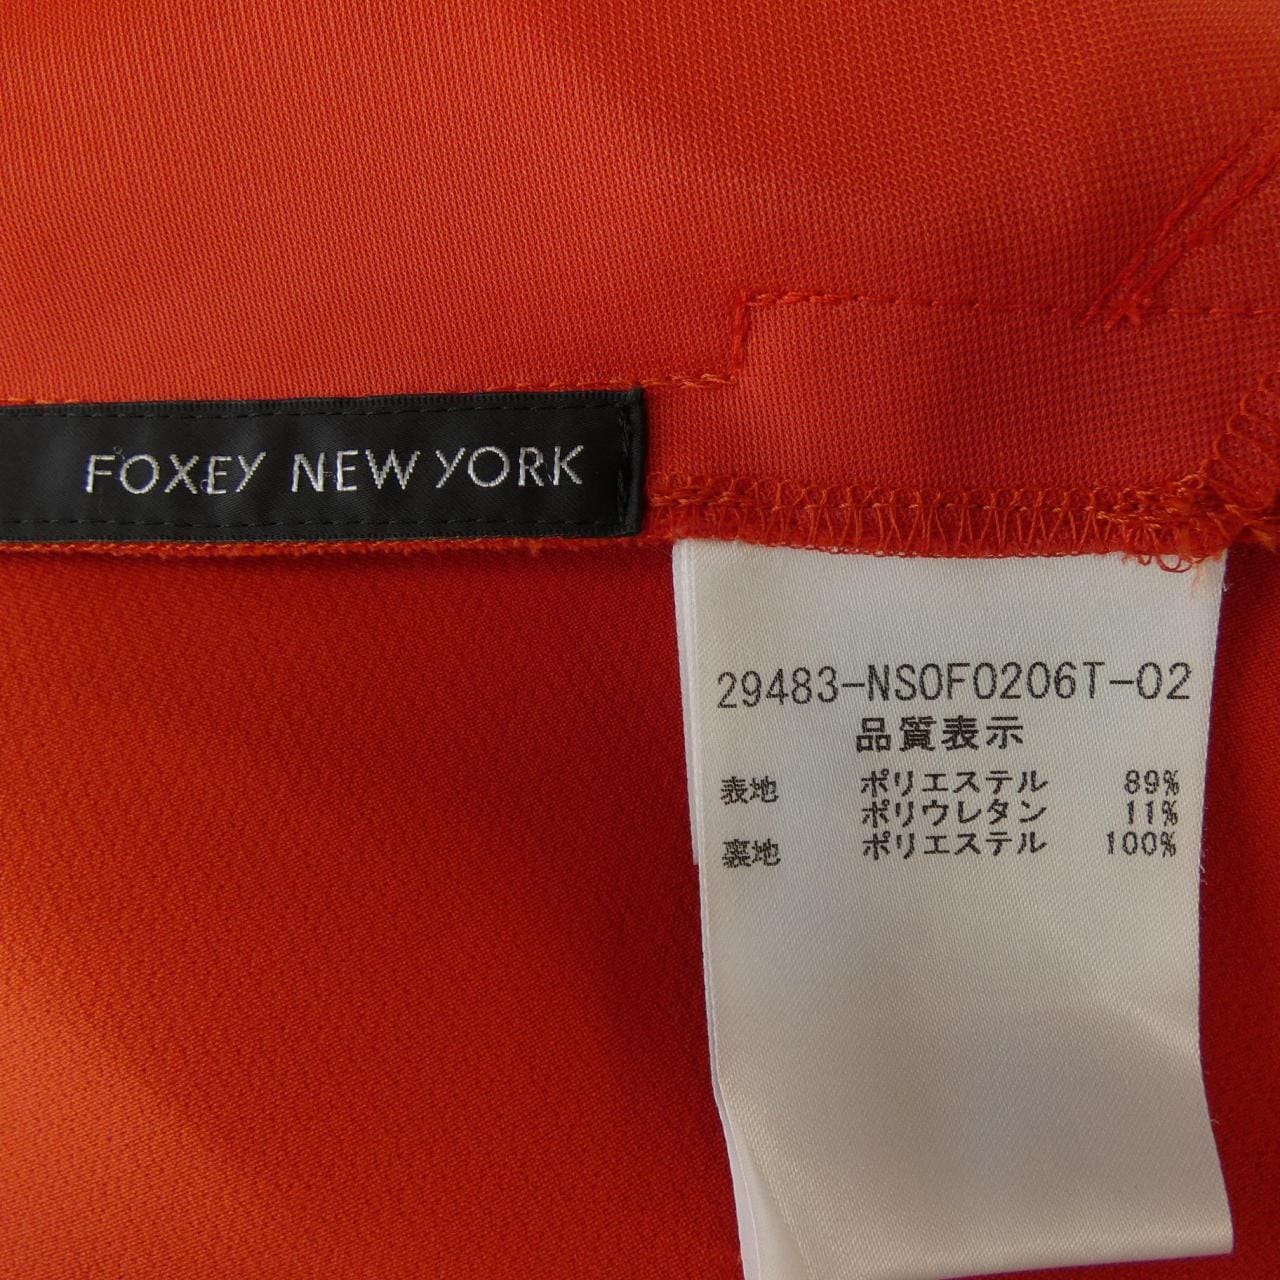 FOXEY NEW YORK
29483-NSOF0206T-02
品質表示
表地 ポリエステル 89%
ポリウレタン 11%
裏地 ポリエステル 100%